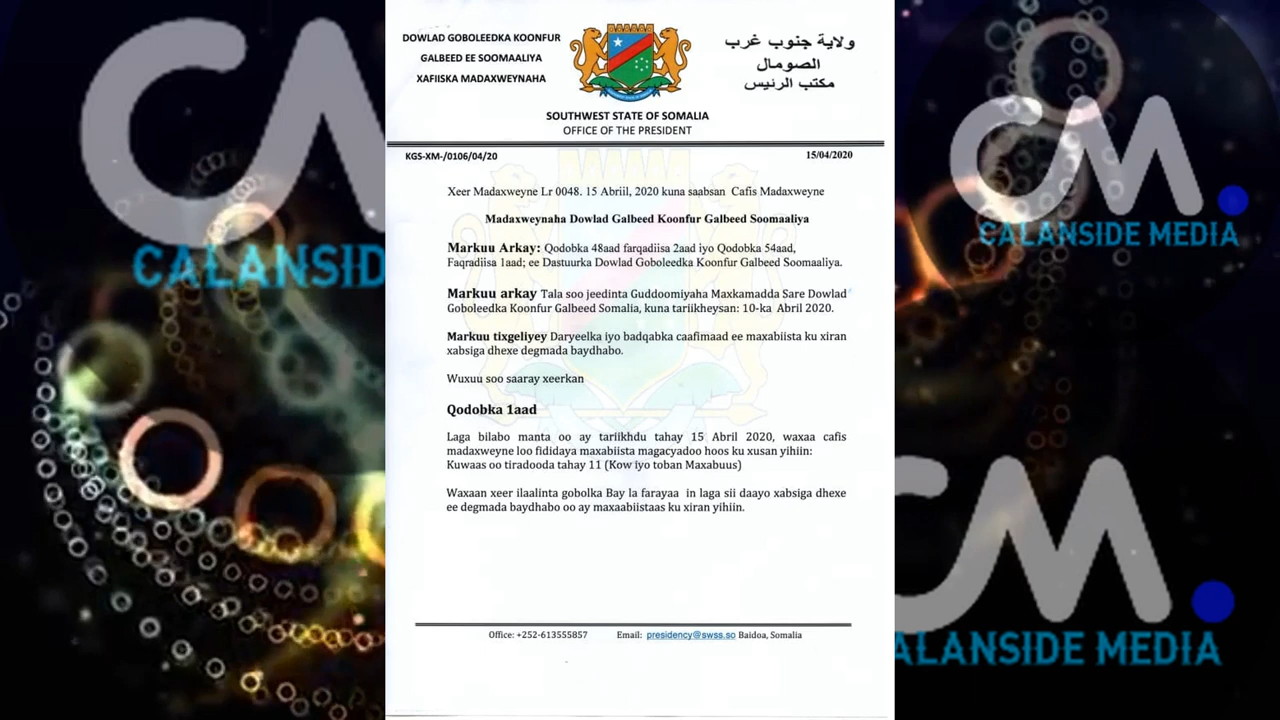 CM
CALANSID
DOWLAD GOBOLEEDKA KOONFUR
GALBEED EE SOOMAALIYA
XAFIISKA MADAXWEYNAHA
ولاية جنوب غرب
الصومال
مكتب الرئيس
SOUTHWEST STATE OF SOMALIA
OFFICE OF THE PRESIDENT
KGS-XM-/0106/04/20
15/04/2020
Xeer Madaxweyne Lr 0048. 15 Abriil, 2020 kuna saabsan Cafis Madaxweyne
Madaxweynaha Dowlad Galbeed Koonfur Galbeed Soomaaliya
Markuu Arkay: Qodobka 48aad farqadiisa 2aad iyo Qodobka 54aad,
Faqradiisa 1aad; ee Dastuurka Dowlad Goboleedka Koonfur Galbeed Soomaaliya.
Markuu arkay Tala soo jeedinta Guddoomiyaha Maxkamadda Sare Dowlad
Goboleedka Koonfur Galbeed Somalia, kuna tariikheysan: 10-ka Abril 2020.
Markuu tixgeliyey Daryeelka iyo badqabka caafimaad ee maxabiista ku xiran
xabsiga dhexe degmada baydhabo.
Wuxuu soo saaray xeerkan
Qodobka 1aad
Laga bilabo manta oo ay tariikhdu tahay 15 Abril 2020, waxaa cafis
madaxweyne loo fididaya maxabiista magacyadoo hoos ku xusan yihiin:
Kuwaas oo tiradooda tahay 11 (Kow iyo toban Maxabuus)
Waxaan xeer ilaalinta gobolka Bay la farayaa in laga sii daayo xabsiga dhexe
ee degmada baydhabo oo ay maxaabiistaas ku xiran yihiin.
Office: +252-613555857 Email: presidency@swss.so Baidoa, Somalia
CM.
CALANSIDE MEDIA
CM.
ALANSIDE MEDIA